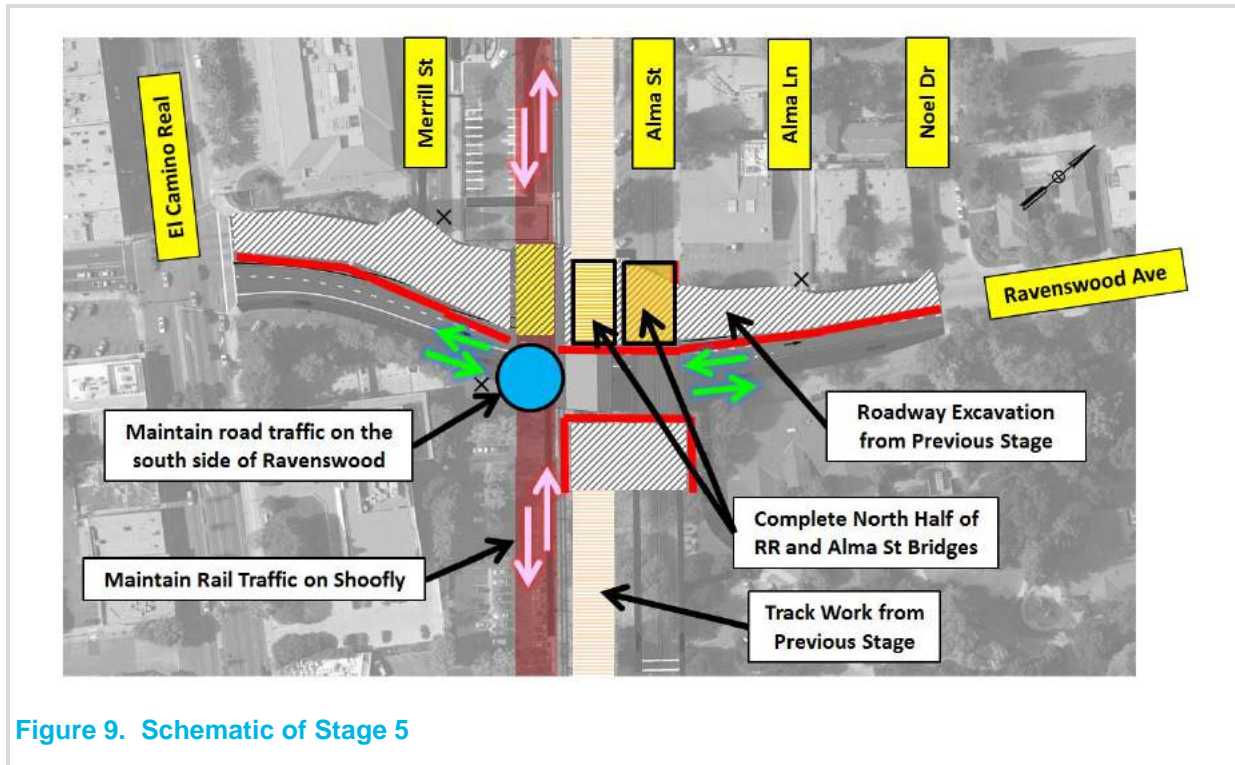 El Camino Real
Merrill St
Alma St
Alma Ln
Noel Dr
Ravenswood Ave
Maintain road traffic on the
south side of Ravenswood
Roadway Excavation
from Previous Stage
Complete North Half of
RR and Alma St Bridges
Maintain Rail Traffic on Shoofly
Track Work from
Previous Stage
Figure 9. Schematic of Stage 5